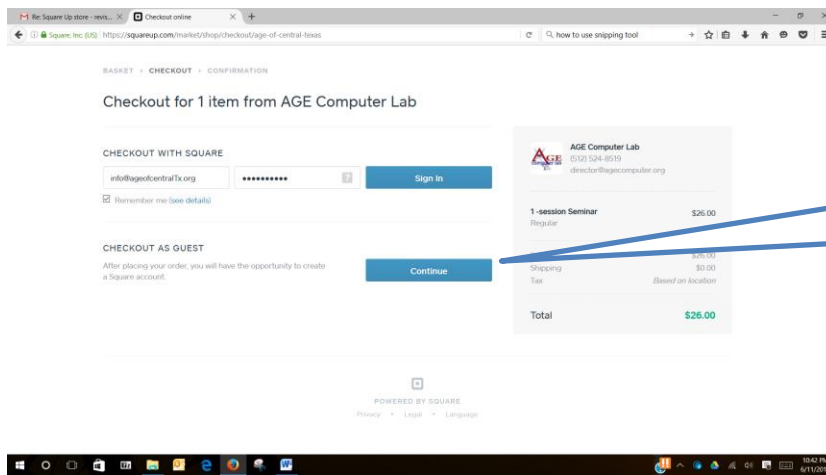 Re: Square Up store - revis...
Checkout online
Square, Inc. (US)
https://squareup.com/market/shop/checkout/age-of-central-texas
how to use snipping tool
BASKET › CHECKOUT › CONFIRMATION
Checkout for 1 item from AGE Computer Lab
CHECKOUT WITH SQUARE
info@ageofcentralTx.org
Sign In
Remember me (see details)
CHECKOUT AS GUEST
After placing your order, you will have the opportunity to create
a Square account.
Continue
AGE
AGE Computer Lab
(512) 524-8519
director@agecomputer.org
1 -session Seminar $26.00
Regular
$26.00
Shipping $0.00
Tax Based on location
Total $26.00
POWERED BY SQUARE
Privacy • Legal • Language
10:42 PM